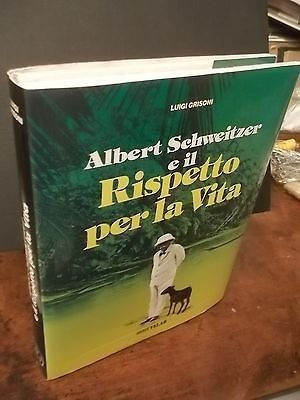 LUIGI GRISONI
Albert Schweitzer
e il
Rispetto
per la Vita